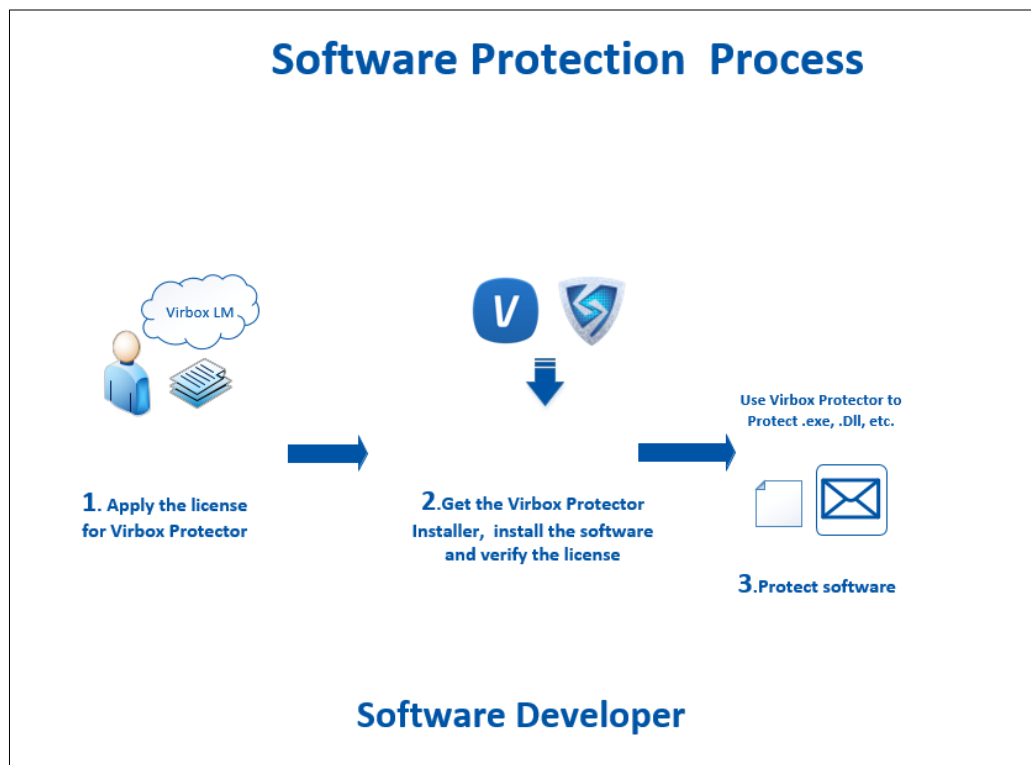 Software Protection Process
Virbox LM
V
1. Apply the license
for Virbox Protector
2.Get the Virbox Protector
Installer, install the software
and verify the license
Use Virbox Protector to
Protect .exe, .Dll, etc.
3.Protect software
Software Developer